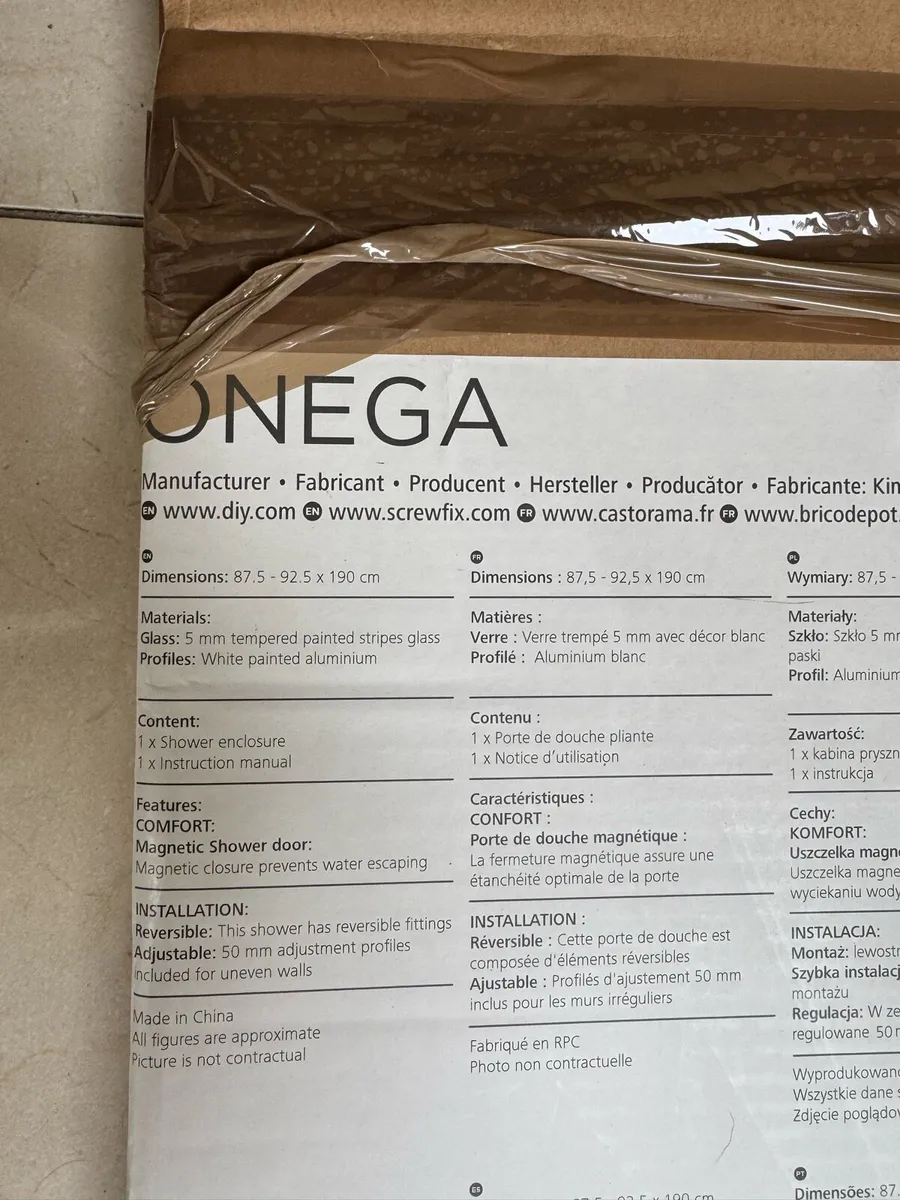 ONEGA
Manufacturer • Fabricant • Producent • Hersteller • Producător • Fabricante:
EN www.diy.com EN www.screwfix.com FR www.castorama.fr FR www.bricodepot.
EN
Dimensions: 87,5 - 92.5 x 190 cm
Materials:
Glass: 5 mm tempered painted stripes glass
Profiles: White painted aluminium
Content:
1 x Shower enclosure
1 x Instruction manual
Features:
COMFORT:
Magnetic Shower door:
Magnetic closure prevents water escaping
INSTALLATION:
Reversible: This shower has reversible fittings
Adjustable: 50 mm adjustment profiles
included for uneven walls
Made in China
All figures are approximate
Picture is not contractual
FR
Dimensions : 87,5 - 92,5 x 190 cm
Matières :
Verre : Verre trempé 5 mm avec décor blanc
Profilé : Aluminium blanc
Contenu :
1 x Porte de douche pliante
1 x Notice d'utilisation
Caractéristiques :
CONFORT :
Porte de douche magnétique :
La fermeture magnétique assure une
étanchéité optimale de la porte
INSTALLATION :
Réversible : Cette porte de douche est
composée d'éléments réversibles
Ajustable : Profilés d'ajustement 50 mm
inclus pour les murs irréguliers
Fabriqué en RPC
Photo non contractuelle
ES
PL
Wymiary: 87,5 -
Materiały:
Szkło: Szkło 5
paski
Profil: Aluminium
Zawartość:
1 x kabina
1 x instrukcja
Cechy:
KOMFORT:
Uszczelka
Uszczelka
wyciekaniu wody
INSTALACJA:
Montaż:
Szybka
montażu
Regulacja: W
regulowane 50
Wszystkie dane
Zdjęcie
PT
Dimensões: 87.